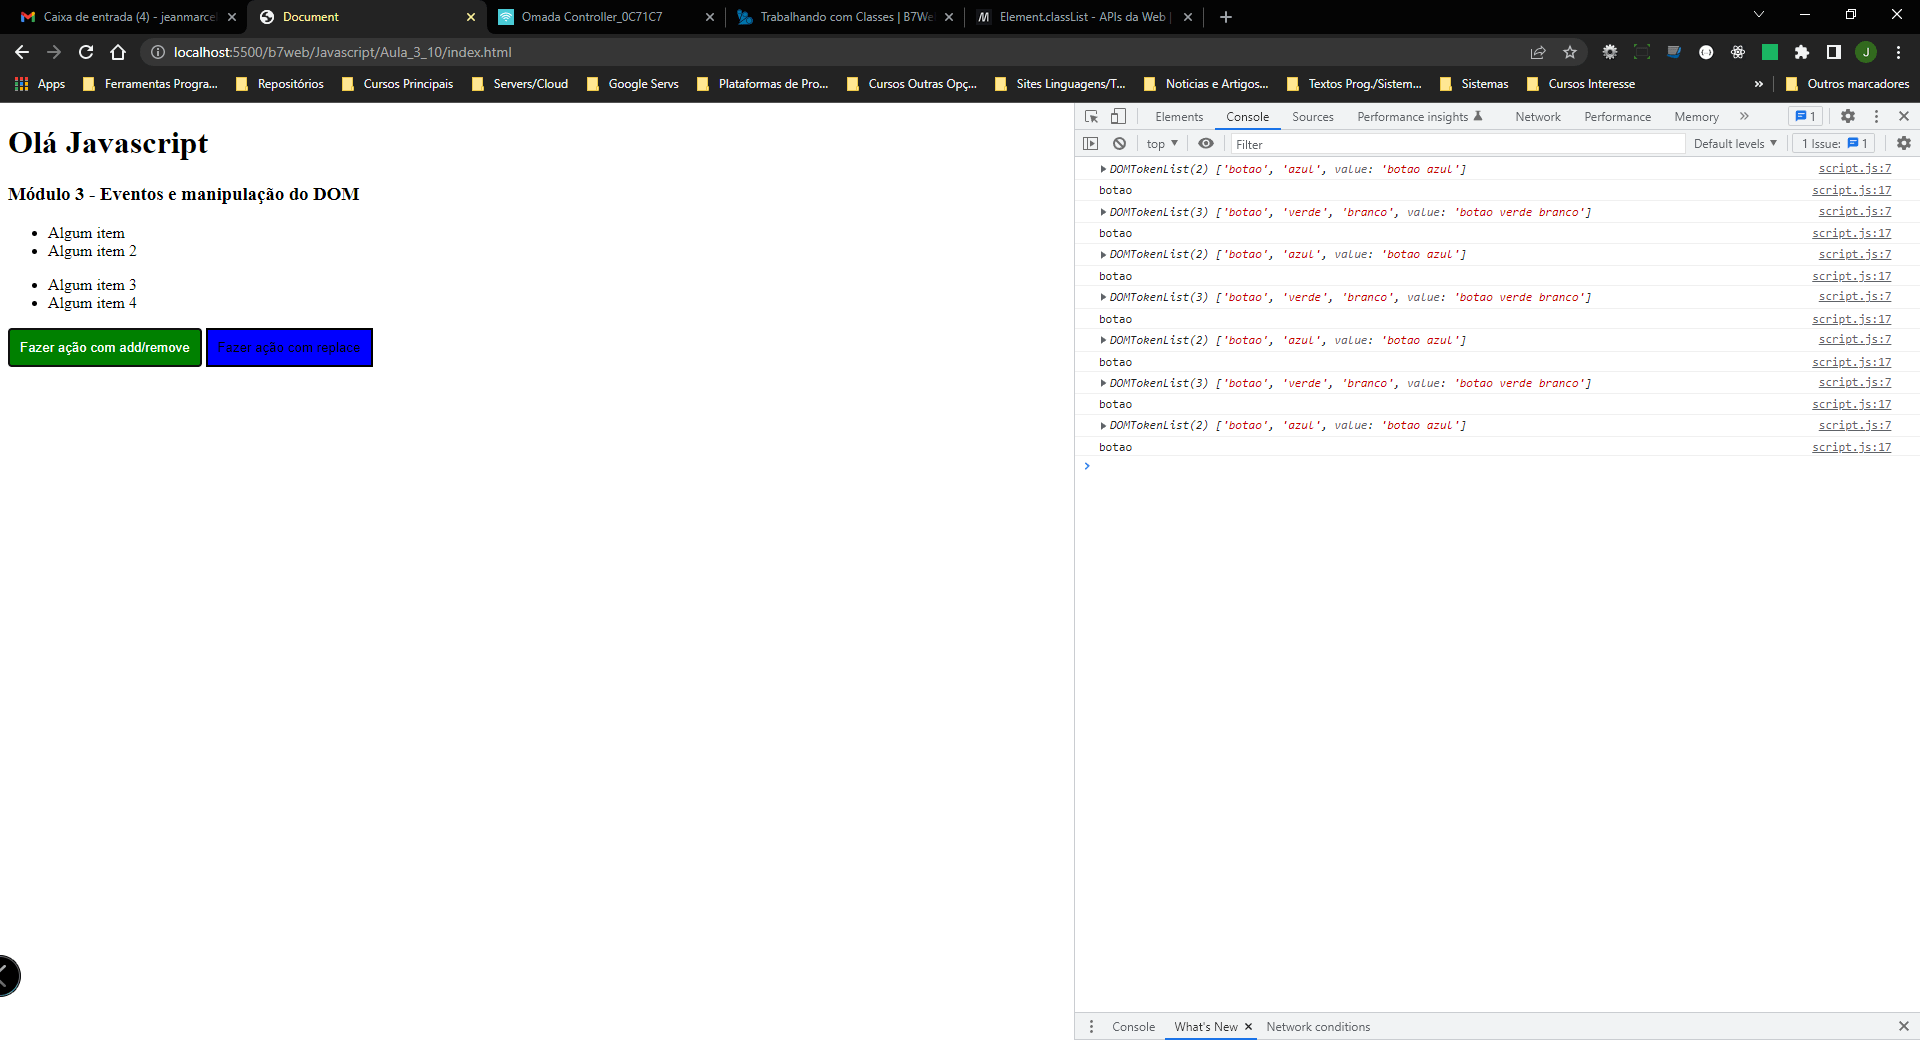 Caixa de entrada (4) - jeanmarce
Document
Omada Controller_0C71C7
Trabalhando com Classes | B7We
Element.classList - APIs da Web |
localhost:5500/b7web/Javascript/Aula_3_10/index.html
J
Apps
Ferramentas Progra...
Repositórios
Cursos Principais
Servers/Cloud
Google Servs
Plataformas de Pro...
Cursos Outras Opç...
Sites Linguagens/T...
Noticias e Artigos...
Textos Prog./Sistem...
Sistemas
Cursos Interesse
»
Outros marcadores
Olá Javascript
Módulo 3 - Eventos e manipulação do DOM
• Algum item
• Algum item 2
• Algum item 3
• Algum item 4
Fazer ação com add/remove
Fazer ação com replace
Elements
Console
Sources
Performance insights
Network
Performance
Memory
»
1
top
Filter
Default levels
1 Issue: 1
DOMTokenList(2) ['botao', 'azul', value: 'botao azul'] script.js:7
botao script.js:17
DOMTokenList(3) ['botao', 'verde', 'branco', value: 'botao verde branco'] script.js:7
botao script.js:17
DOMTokenList(2) ['botao', 'azul', value: 'botao azul'] script.js:7
botao script.js:17
DOMTokenList(3) ['botao', 'verde', 'branco', value: 'botao verde branco'] script.js:7
botao script.js:17
DOMTokenList(2) ['botao', 'azul', value: 'botao azul'] script.js:7
botao script.js:17
DOMTokenList(3) ['botao', 'verde', 'branco', value: 'botao verde branco'] script.js:7
botao script.js:17
DOMTokenList(2) ['botao', 'azul', value: 'botao azul'] script.js:7
botao script.js:17
Console
What's New
Network conditions